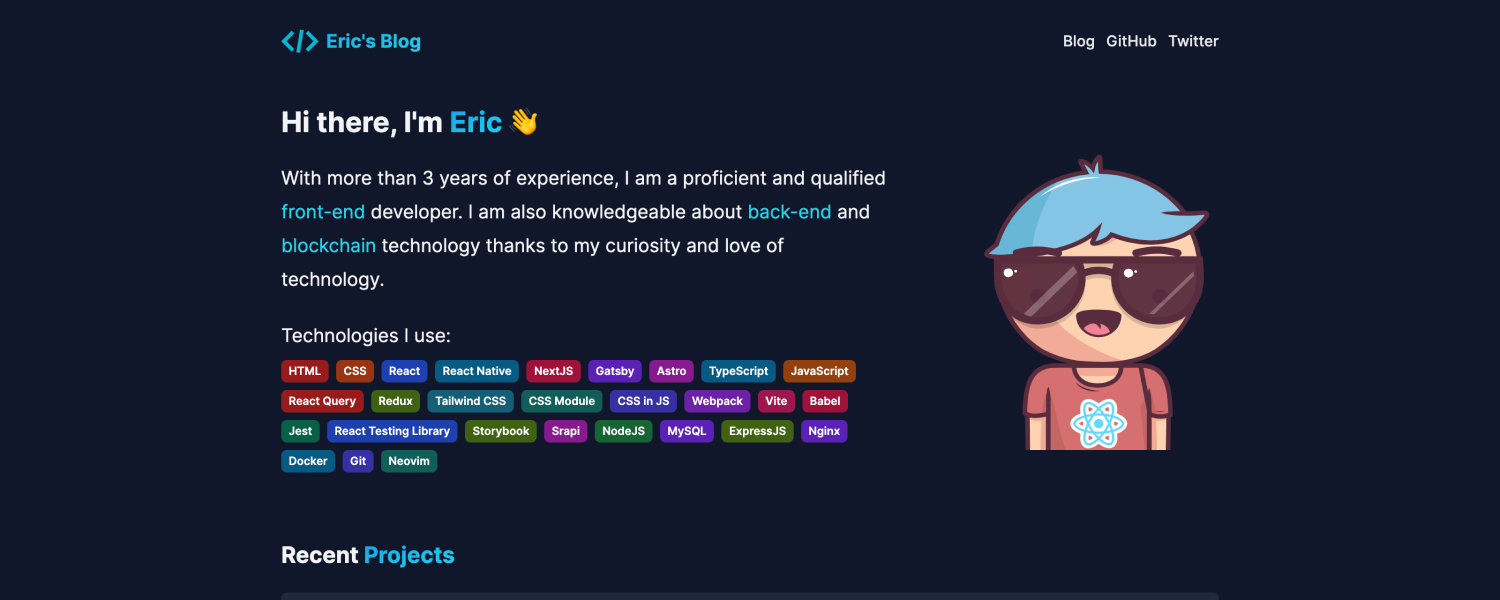 </> Eric's Blog
Blog GitHub Twitter
Hi there, I'm Eric 👋
With more than 3 years of experience, I am a proficient and qualified
front-end developer. I am also knowledgeable about back-end and
blockchain technology thanks to my curiosity and love of
technology.
Technologies I use:
HTML CSS React React Native NextJS Gatsby Astro TypeScript JavaScript
React Query Redux Tailwind CSS CSS Module CSS in JS Webpack Vite Babel
Jest React Testing Library Storybook Srapi NodeJS MySQL ExpressJS Nginx
Docker Git Neovim
Recent Projects